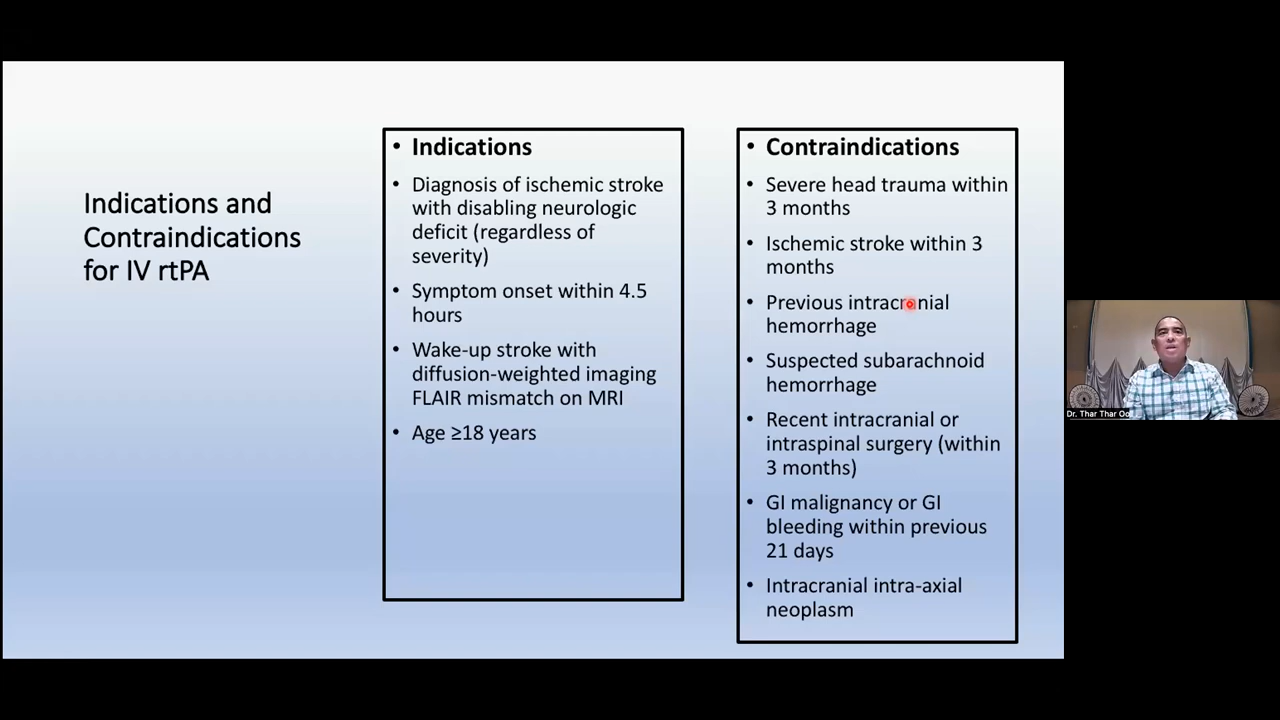 Indications and
Contraindications
for IV rtPA
• Indications
• Diagnosis of ischemic stroke
with disabling neurologic
deficit (regardless of
severity)
• Symptom onset within 4.5
hours
• Wake-up stroke with
diffusion-weighted imaging
FLAIR mismatch on MRI
• Age ≥18 years
• Contraindications
• Severe head trauma within
3 months
• Ischemic stroke within 3
months
• Previous intracranial
hemorrhage
• Suspected subarachnoid
hemorrhage
• Recent intracranial or
intraspinal surgery (within
3 months)
• GI malignancy or GI
bleeding within previous
21 days
• Intracranial intra-axial
neoplasm
Dr. Thar Thar Oo